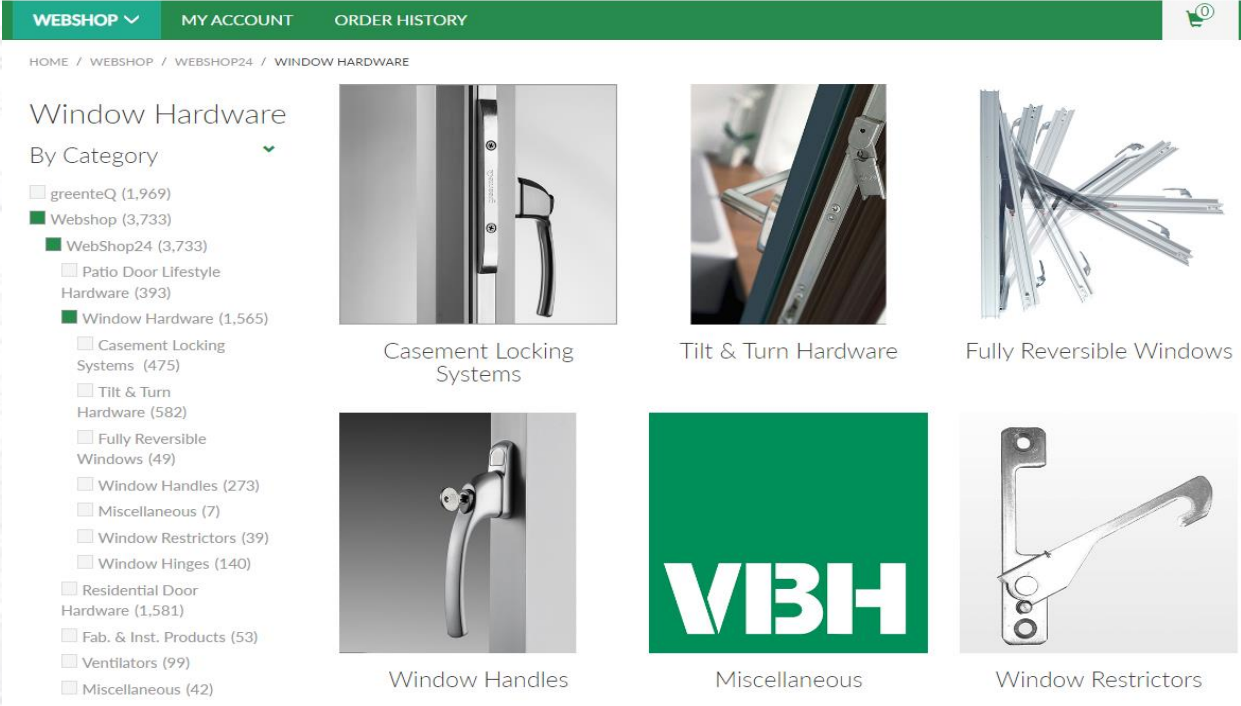 WEBSHOP MY ACCOUNT ORDER HISTORY 0
HOME / WEBSHOP / WEBSHOP24 / WINDOW HARDWARE
Window Hardware
By Category
greenteQ (1,969)
Webshop (3,733)
WebShop24 (3,733)
Patio Door Lifestyle
Hardware (393)
Window Hardware (1,565)
Casement Locking
Systems (475)
Tilt & Turn
Hardware (582)
Fully Reversible
Windows (49)
Window Handles (273)
Miscellaneous (7)
Window Restrictors (39)
Window Hinges (140)
Residential Door
Hardware (1,581)
Fab. & Inst. Products (53)
Ventilators (99)
Miscellaneous (42)
greenteQ
Casement Locking
Systems
Tilt & Turn Hardware
Fully Reversible Windows
Window Handles
VBH
Miscellaneous
Window Restrictors